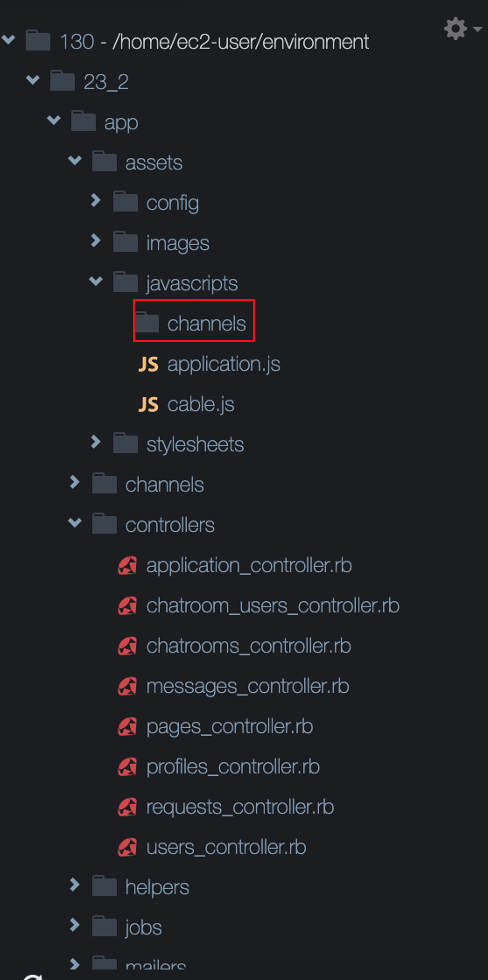 130 - /home/ec2-user/environment
23_2
app
assets
config
images
javascripts
channels
JS application.js
JS cable.js
stylesheets
channels
controllers
application_controller.rb
chatroom_users_controller.rb
chatrooms_controller.rb
messages_controller.rb
pages_controller.rb
profiles_controller.rb
requests_controller.rb
users_controller.rb
helpers
jobs
mailers